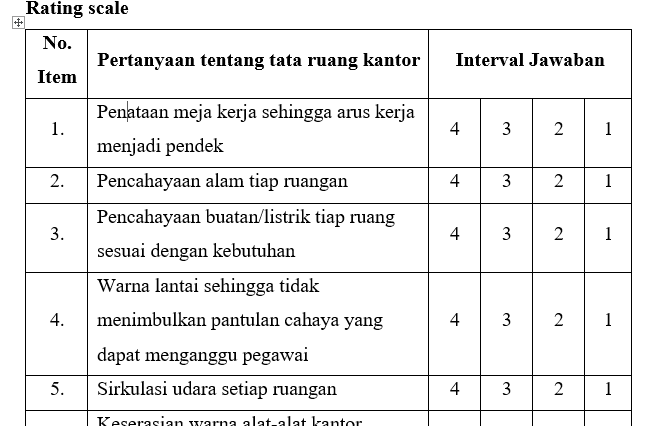 Rating scale
No. Item Pertanyaan tentang tata ruang kantor Interval Jawaban
1. Penataan meja kerja sehingga arus kerja menjadi pendek 4 3 2 1
2. Pencahayaan alam tiap ruangan 4 3 2 1
3. Pencahayaan buatan/listrik tiap ruang sesuai dengan kebutuhan 4 3 2 1
4. Warna lantai sehingga tidak menimbulkan pantulan cahaya yang dapat menganggu pegawai 4 3 2 1
5. Sirkulasi udara setiap ruangan 4 3 2 1
Keserasian warna alat-alat kantor